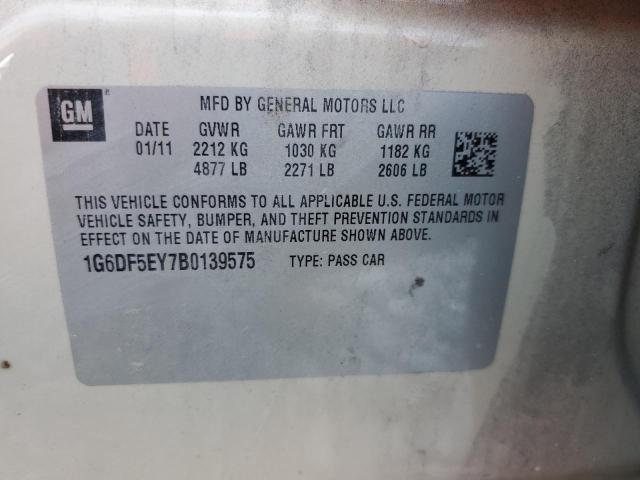 GM
MFD BY GENERAL MOTORS LLC
DATE GVWR GAWR FRT GAWR RR
01/11 2212 KG 1030 KG 1182 KG
4877 LB 2271 LB 2606 LB
THIS VEHICLE CONFORMS TO ALL APPLICABLE U.S. FEDERAL MOTOR
VEHICLE SAFETY, BUMPER, AND THEFT PREVENTION STANDARDS IN
EFFECT ON THE DATE OF MANUFACTURE SHOWN ABOVE.
1G6DF5EY7B0139575 TYPE: PASS CAR